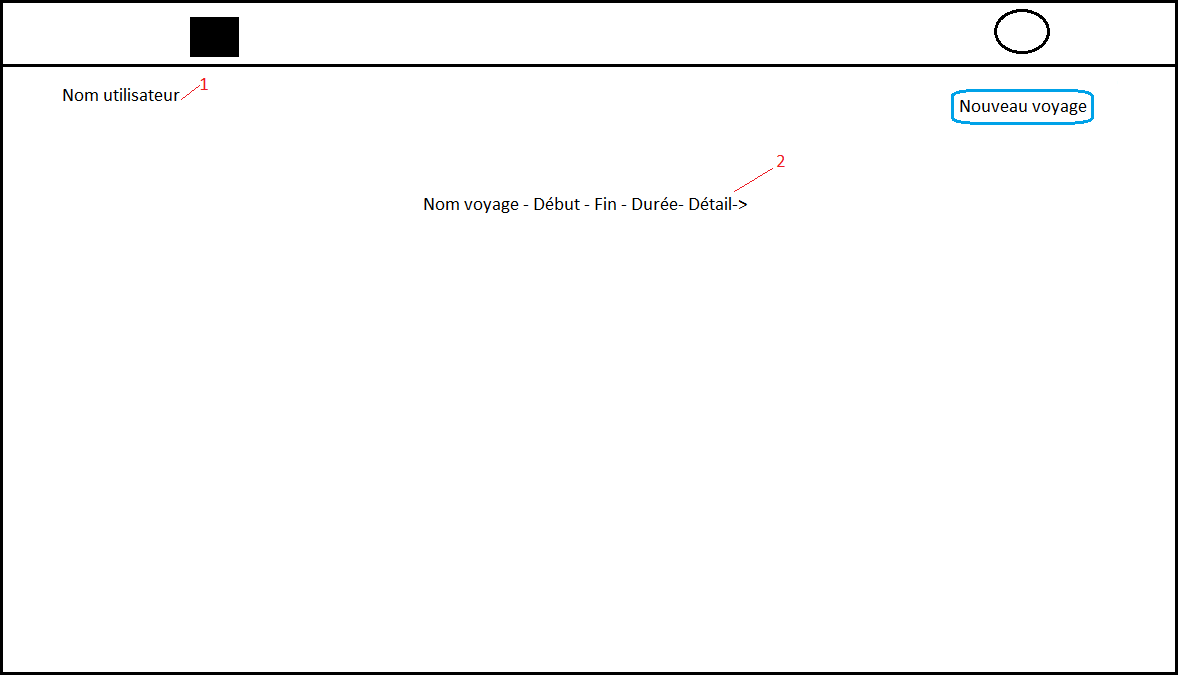 1
Nom utilisateur
Nouveau voyage
2
Nom voyage - Début - Fin - Durée- Détail->